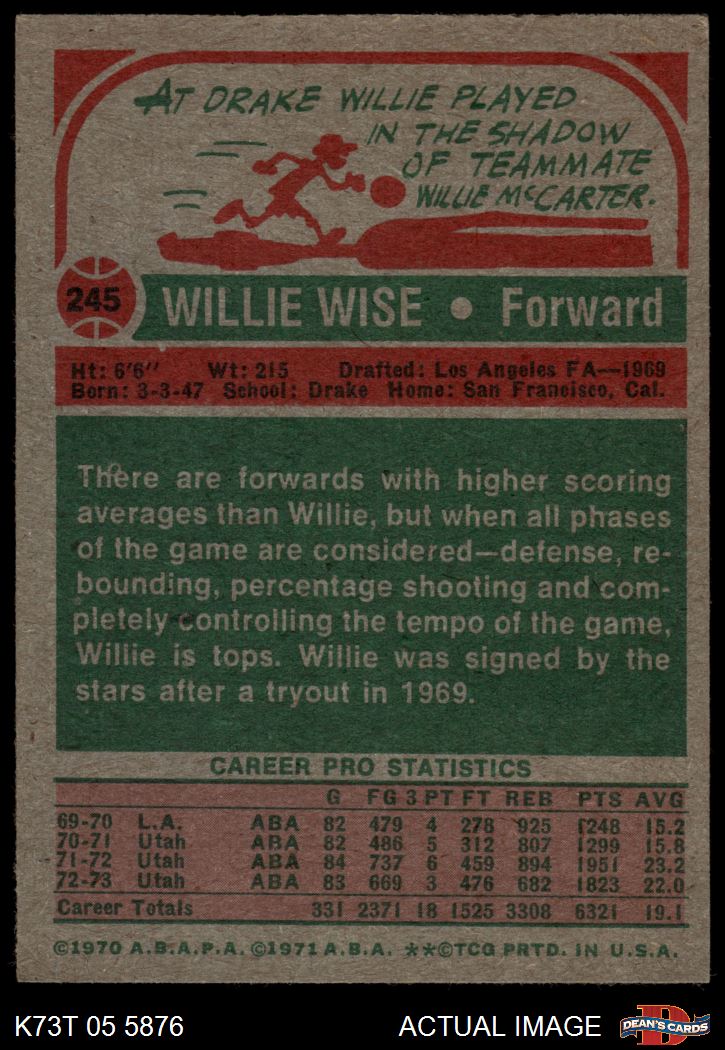 AT DRAKE WILLIE PLAYED
IN THE SHADOW
OF TEAMMATE
WILLIE McCARTER.
245
WILLIE WISE • Forward
Ht: 6'6" Wt: 215 Drafted: Los Angeles FA—1969
Born: 3-3-47 School: Drake Home: San Francisco, Cal.
There are forwards with higher scoring
averages than Willie, but when all phases
of the game are considered—defense, re-
bounding, percentage shooting and com-
pletely controlling the tempo of the game,
Willie is tops. Willie was signed by the
stars after a tryout in 1969.
CAREER PRO STATISTICS
G FG 3 PT FT REB PTS AVG
69-70 L.A. ABA 82 479 4 278 925 1248 15.2
70-71 Utah ABA 82 486 5 312 807 1299 15.8
71-72 Utah ABA 84 737 6 459 894 1951 23.2
72-73 Utah ABA 83 669 3 476 682 1823 22.0
Career Totals 331 2371 18 1525 3308 6321 19.1
©1970 A.B.A.P.A. ©1971 A.B.A. **©TCG PRTD. IN U.S.A.
K73T 05 5876 ACTUAL IMAGE DEAN'S CARDS